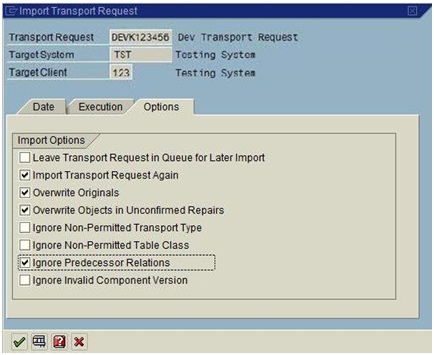 Import Transport Request
Transport Request DEVK123456 Dev Transport Request
Target System TST Testing System
Target Client 123 Testing System
Date Execution Options
Import Options
Leave Transport Request in Queue for Later Import
Import Transport Request Again
Overwrite Originals
Overwrite Objects in Unconfirmed Repairs
Ignore Non-Permitted Transport Type
Ignore Non-Permitted Table Class
Ignore Predecessor Relations
Ignore Invalid Component Version